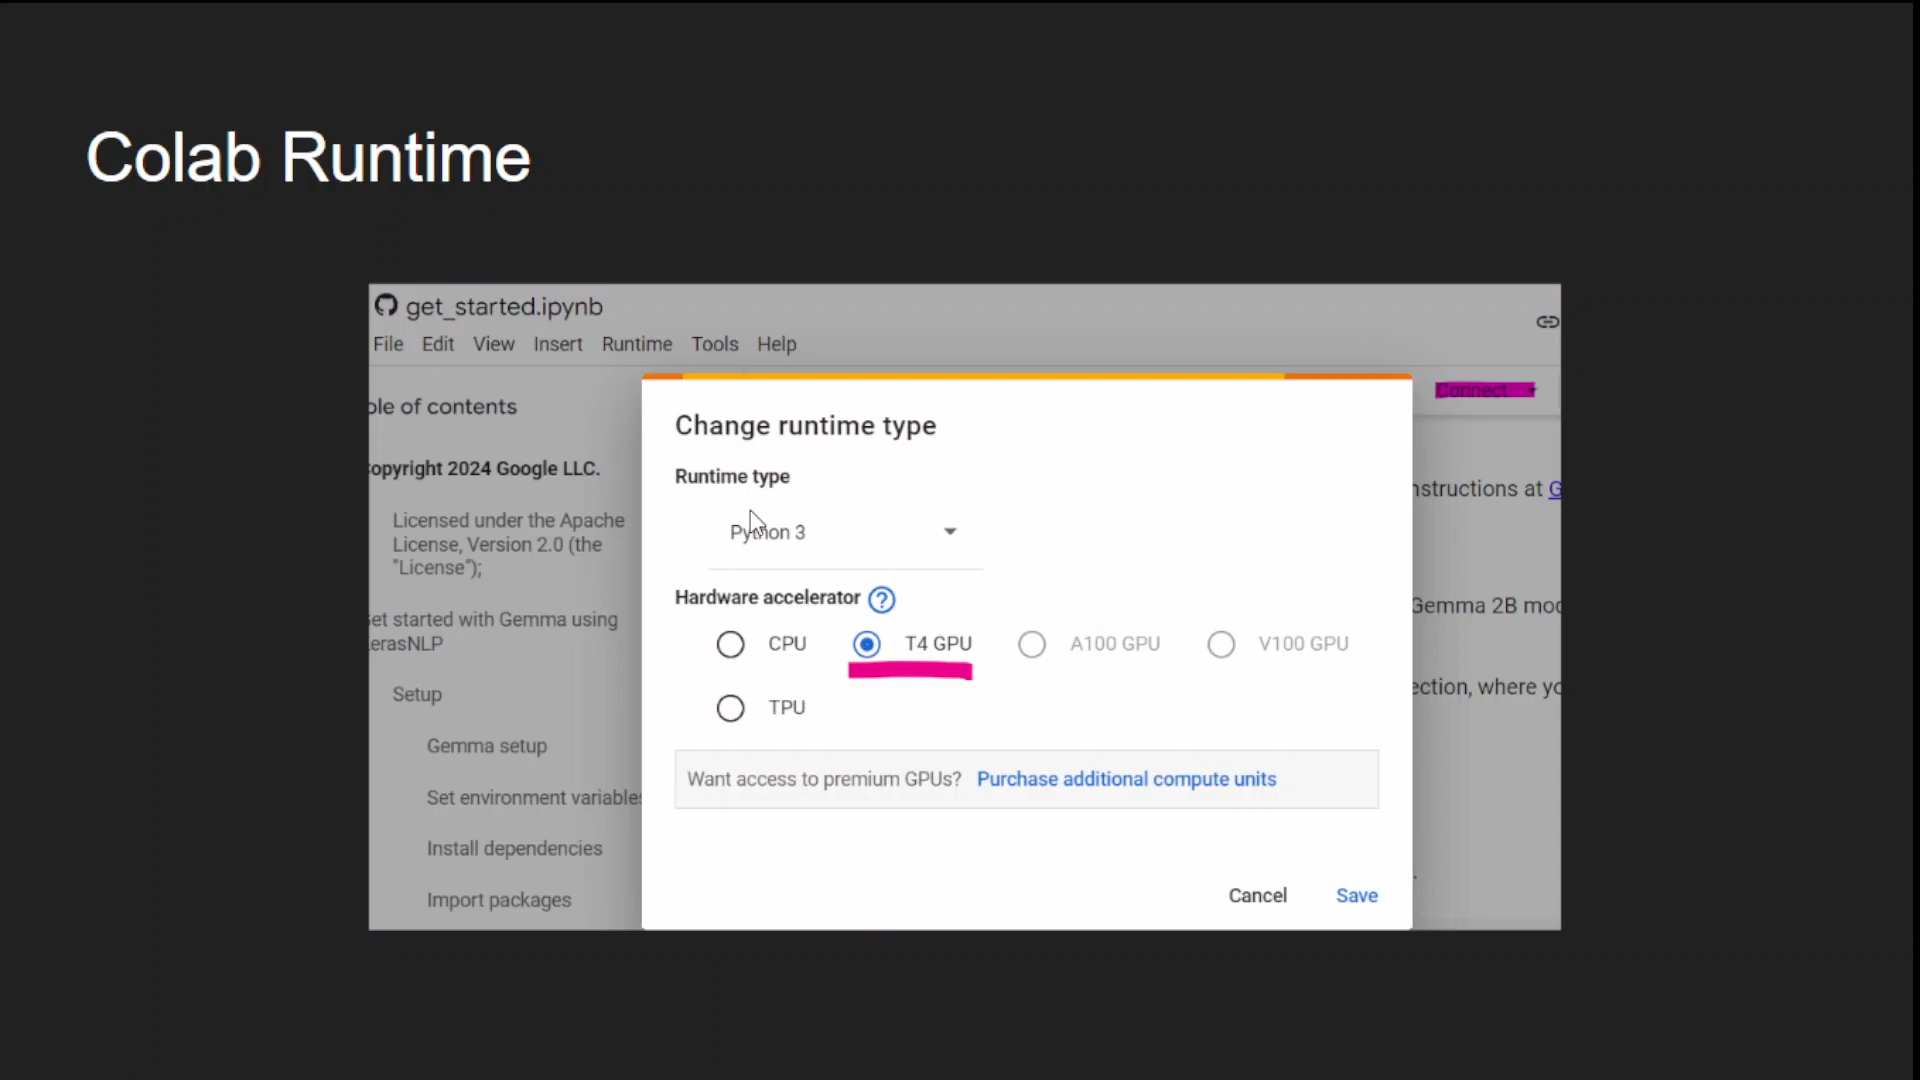 Colab Runtime
get_started.ipynb
File Edit View Insert Runtime Tools Help
ble of contents
Connect
Change runtime type
opyright 2024 Google LLC.
Runtime type
nstructions at G
Licensed under the Apache
License, Version 2.0 (the
"License");
Python 3
Hardware accelerator ?
et started with Gemma using
erasNLP
Gemma 2B mod
CPU T4 GPU A100 GPU V100 GPU
Setup
ection, where yo
TPU
Gemma setup
Want access to premium GPUs? Purchase additional compute units
Set environment variables
Install dependencies
Import packages
Cancel Save